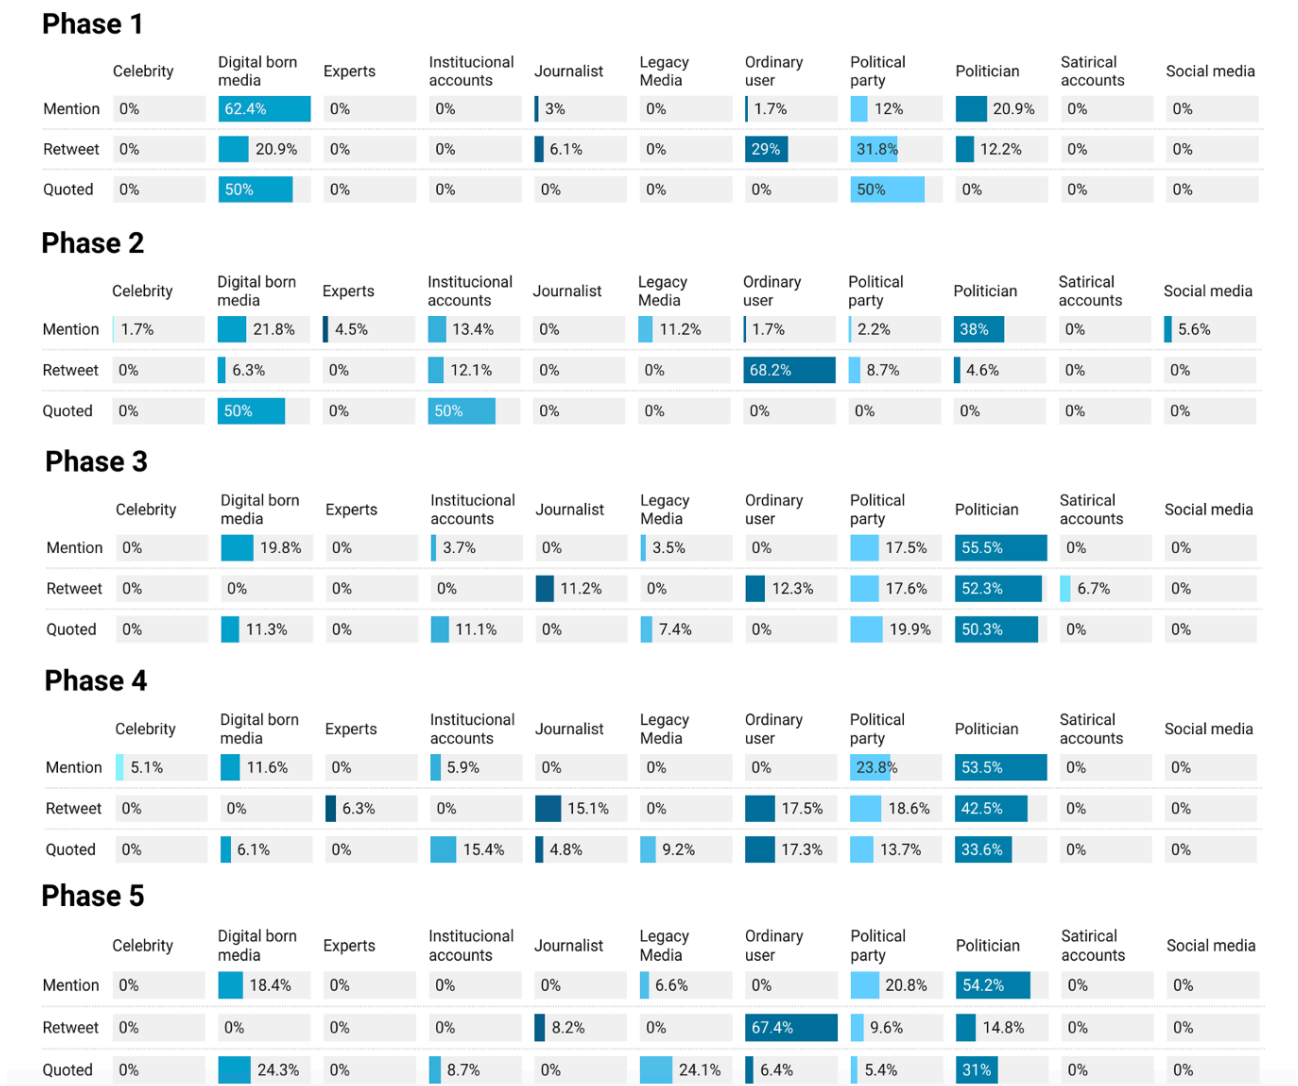 Phase 1
Celebrity Digital born media Experts Institucional accounts Journalist Legacy Media Ordinary user Political party Politician Satirical accounts Social media
Mention 0% 62.4% 0% 0% 3% 0% 1.7% 12% 20.9% 0% 0%
Retweet 0% 20.9% 0% 0% 6.1% 0% 29% 31.8% 12.2% 0% 0%
Quoted 0% 50% 0% 0% 0% 0% 0% 50% 0% 0% 0%
Phase 2
Celebrity Digital born media Experts Institucional accounts Journalist Legacy Media Ordinary user Political party Politician Satirical accounts Social media
Mention 1.7% 21.8% 4.5% 13.4% 0% 11.2% 1.7% 2.2% 38% 0% 5.6%
Retweet 0% 6.3% 0% 12.1% 0% 0% 68.2% 8.7% 4.6% 0% 0%
Quoted 0% 50% 0% 50% 0% 0% 0% 0% 0% 0% 0%
Phase 3
Celebrity Digital born media Experts Institucional accounts Journalist Legacy Media Ordinary user Political party Politician Satirical accounts Social media
Mention 0% 19.8% 0% 3.7% 0% 3.5% 0% 17.5% 55.5% 0% 0%
Retweet 0% 0% 0% 0% 11.2% 0% 12.3% 17.6% 52.3% 6.7% 0%
Quoted 0% 11.3% 0% 11.1% 0% 7.4% 0% 19.9% 50.3% 0% 0%
Phase 4
Celebrity Digital born media Experts Institucional accounts Journalist Legacy Media Ordinary user Political party Politician Satirical accounts Social media
Mention 5.1% 11.6% 0% 5.9% 0% 0% 0% 23.8% 53.5% 0% 0%
Retweet 0% 0% 6.3% 0% 15.1% 0% 17.5% 18.6% 42.5% 0% 0%
Quoted 0% 6.1% 0% 15.4% 4.8% 9.2% 17.3% 13.7% 33.6% 0% 0%
Phase 5
Celebrity Digital born media Experts Institucional accounts Journalist Legacy Media Ordinary user Political party Politician Satirical accounts Social media
Mention 0% 18.4% 0% 0% 0% 6.6% 0% 20.8% 54.2% 0% 0%
Retweet 0% 0% 0% 0% 8.2% 0% 67.4% 9.6% 14.8% 0% 0%
Quoted 0% 24.3% 0% 8.7% 0% 24.1% 6.4% 5.4% 31% 0% 0%